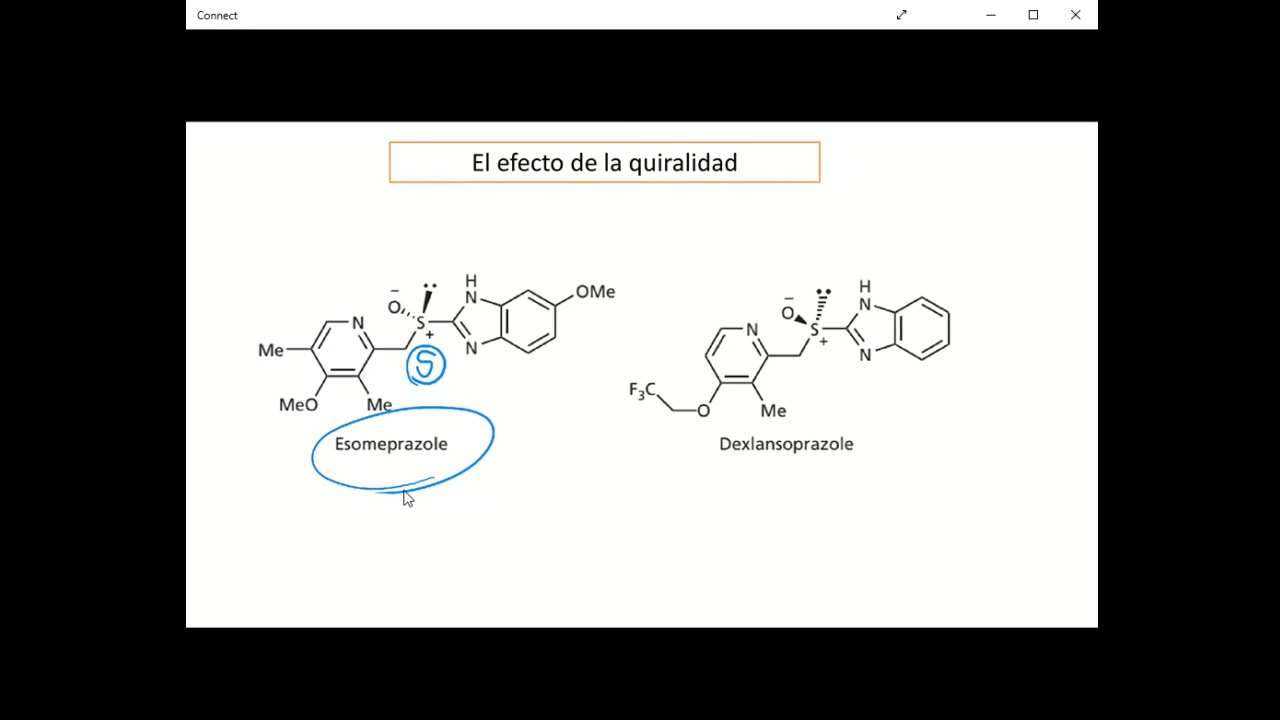 Connect
El efecto de la quiralidad
H
N
OMe
N
O
−
S
+
N
Me
MeO
Me
S
Esomeprazole
H
N
N
O
−
S
+
N
F3C
O
Me
Dexlansoprazole